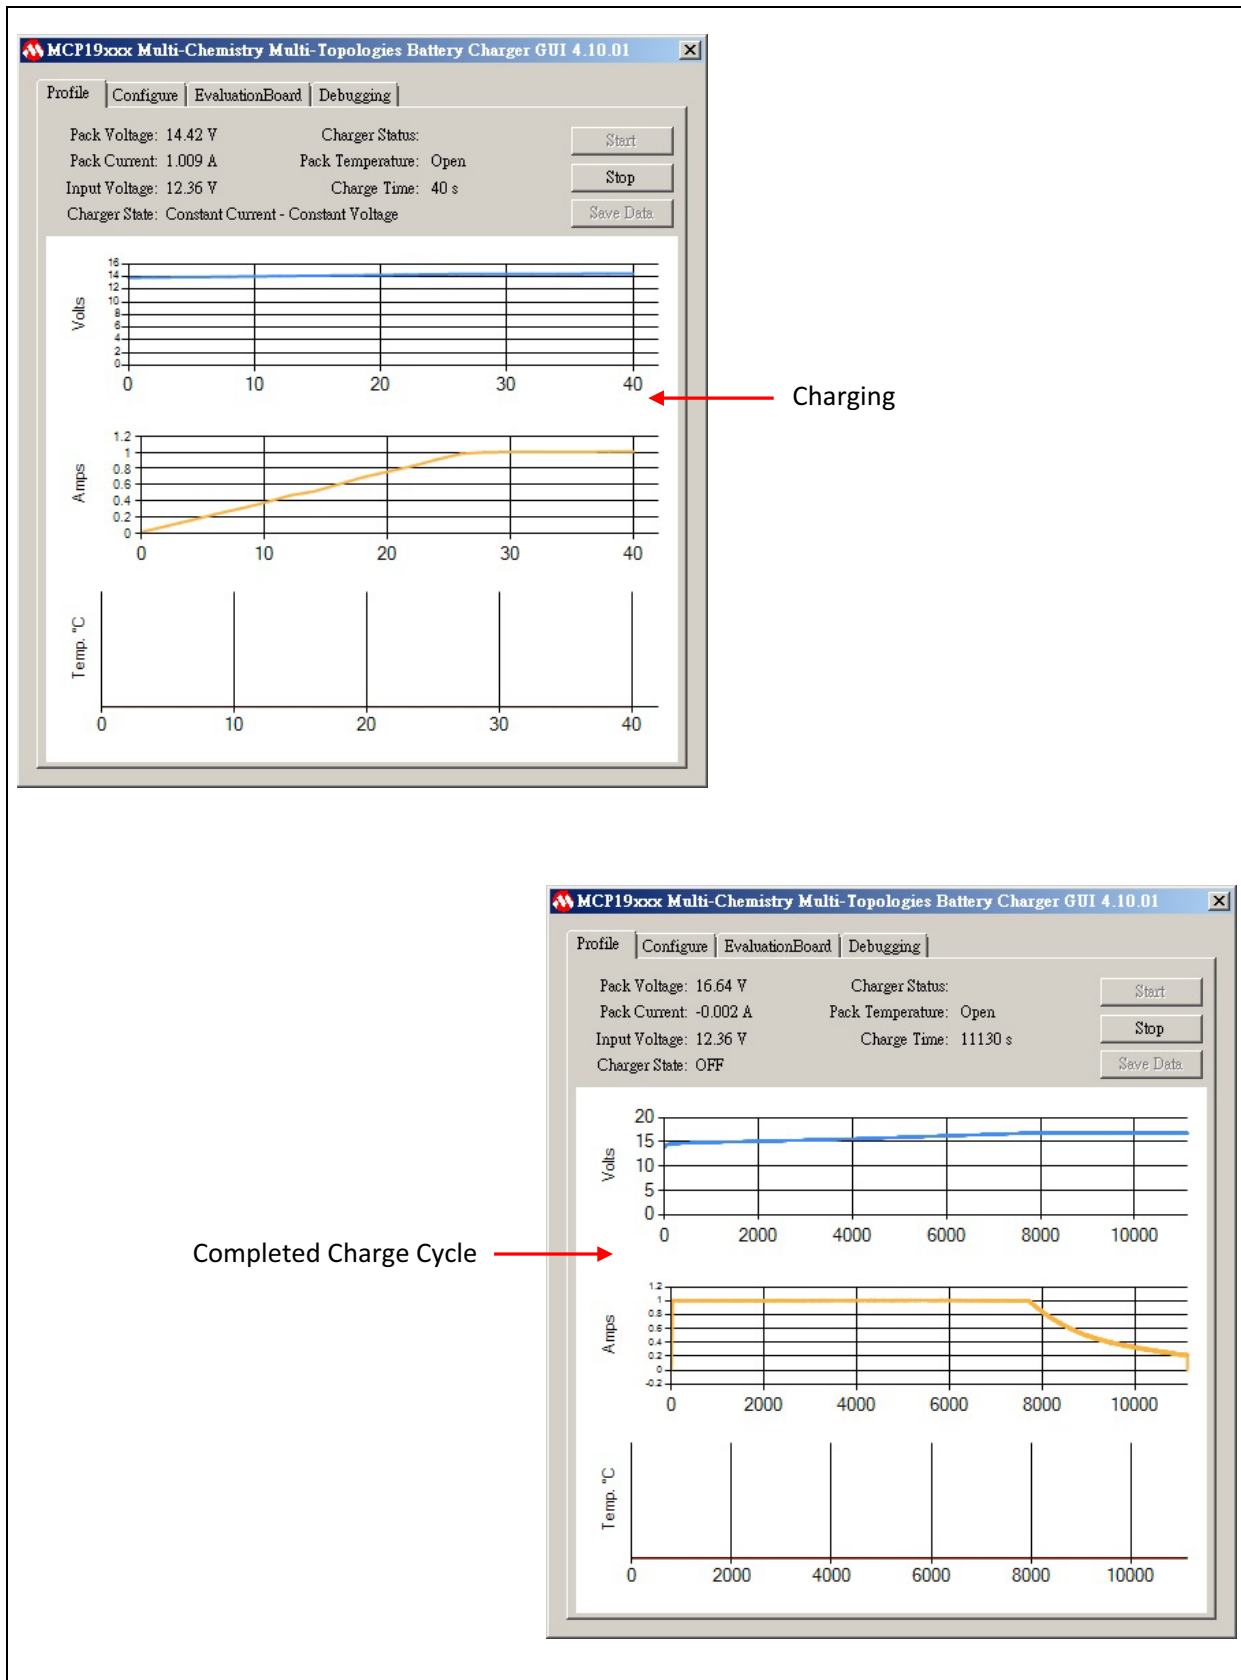 MCP19xxx Multi-Chemistry Multi-Topologies Battery Charger GUI 4.10.01
Profile Configure EvaluationBoard Debugging
Pack Voltage: 14.42 V Charger Status: Start
Pack Current: 1.009 A Pack Temperature: Open
Input Voltage: 12.36 V Charge Time: 40 s Stop
Charger State: Constant Current - Constant Voltage Save Data
Volts
16
14
12
10
8
6
4
2
0
0 10 20 30 40
Charging
Amps
1.2
1
0.8
0.6
0.4
0.2
0
0 10 20 30 40
Temp. °C
0 10 20 30 40
MCP19xxx Multi-Chemistry Multi-Topologies Battery Charger GUI 4.10.01
Profile Configure EvaluationBoard Debugging
Pack Voltage: 16.64 V Charger Status: Start
Pack Current: -0.002 A Pack Temperature: Open
Input Voltage: 12.36 V Charge Time: 11130 s Stop
Charger State: OFF Save Data
Volts
20
15
10
5
0
0 2000 4000 6000 8000 10000
Completed Charge Cycle
Amps
1.2
1
0.8
0.6
0.4
0.2
0
-0.2
0 2000 4000 6000 8000 10000
Temp. °C
0 2000 4000 6000 8000 10000